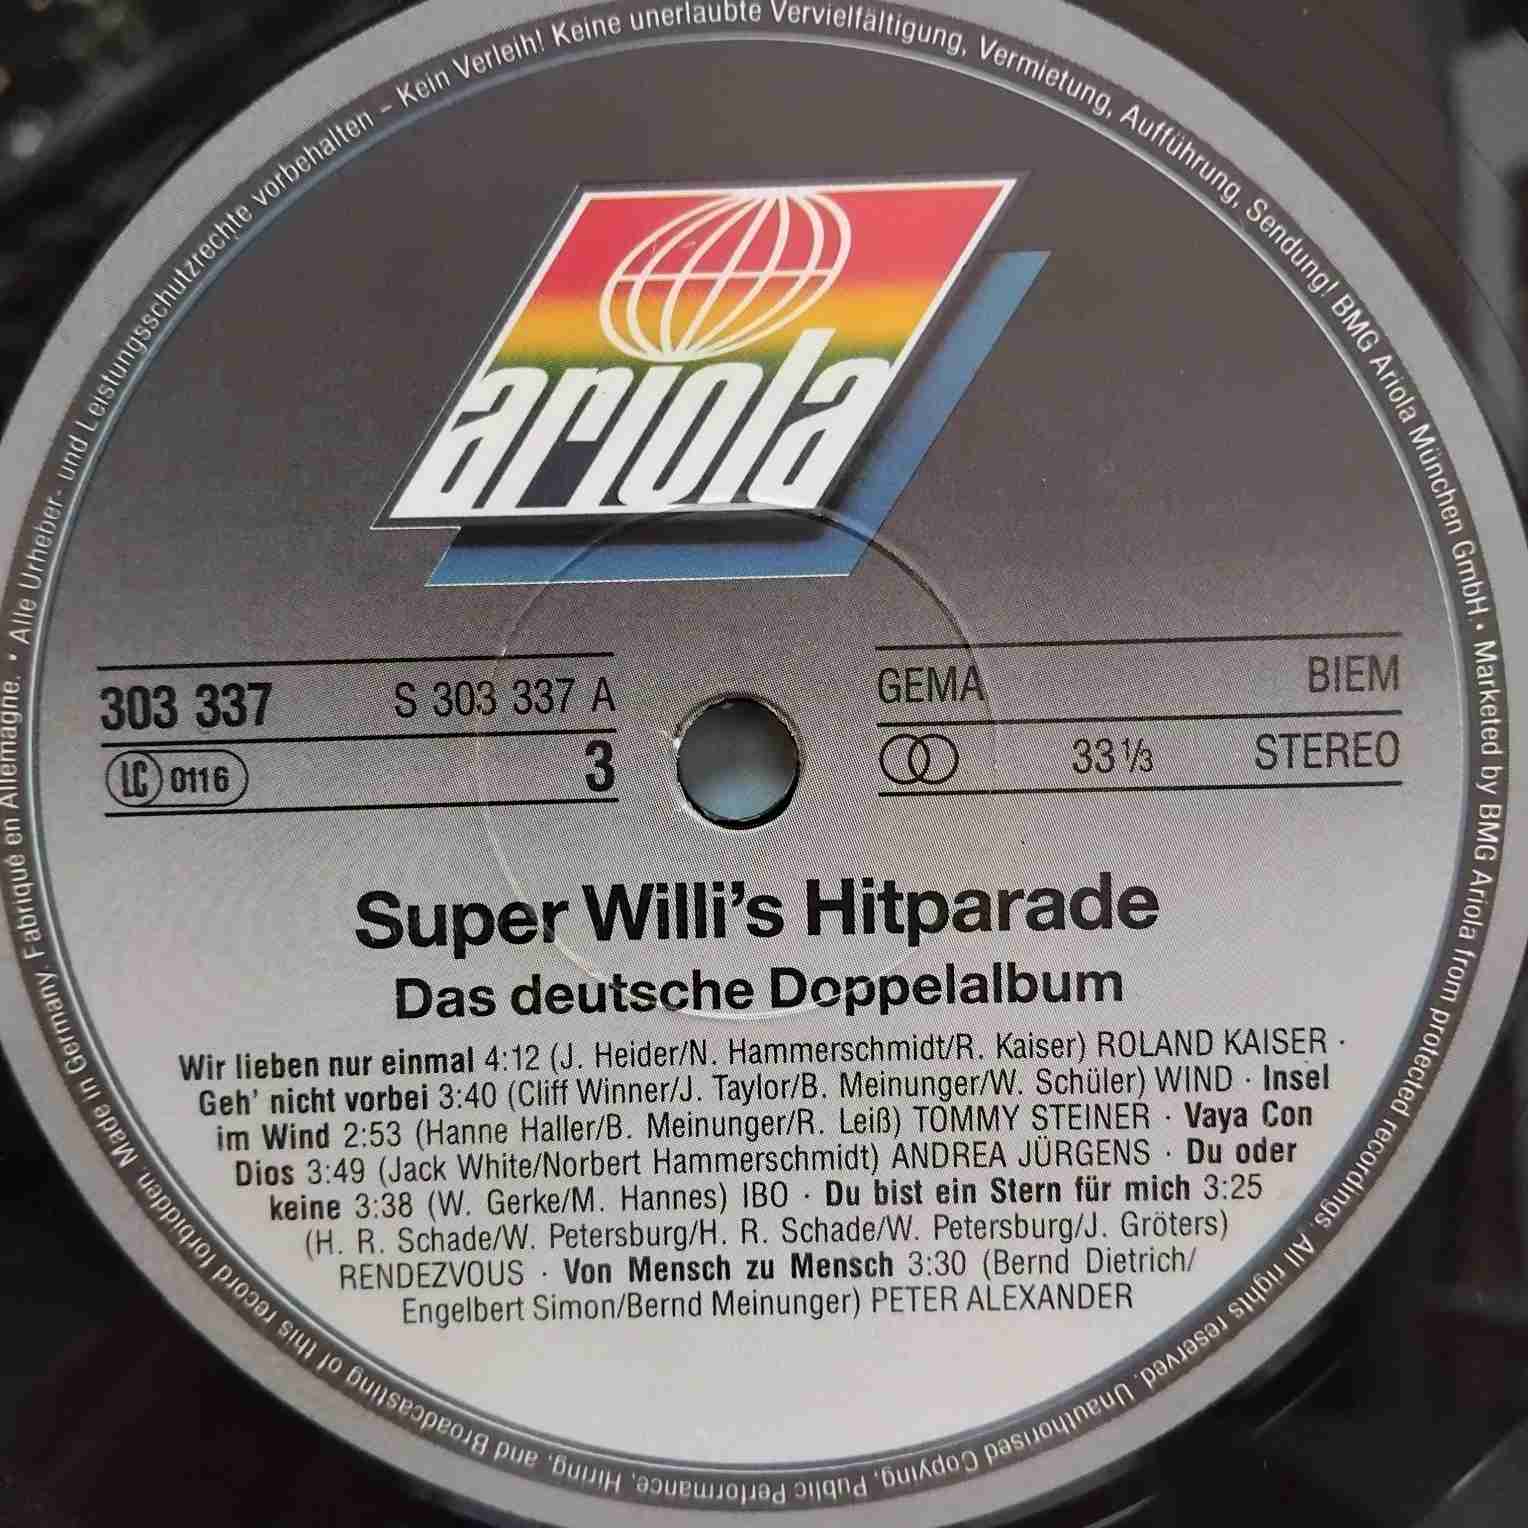 Made in Germany. Fabriqué en Allemagne. • Alle Urheber- und Leistungsschutzrechte vorbehalten – Kein Verleih! Keine unerlaubte Vervielfältigung, Vermietung, Aufführung, Sendung! BMG Ariola München GmbH. • Marketed by BMG Ariola from protected recordings. All rights reserved. Unauthorised Copying, Public Performance, Hiring, and Broadcasting of this record forbidden.
ariola
303 337 S 303 337 A
GEMA BIEM
LC 0116 3
33 1/3 STEREO
Super Willi's Hitparade
Das deutsche Doppelalbum
Wir lieben nur einmal 4:12 (J. Heider/N. Hammerschmidt/R. Kaiser) ROLAND KAISER ·
Geh' nicht vorbei 3:40 (Cliff Winner/J. Taylor/B. Meinunger/W. Schüler) WIND · Insel
im Wind 2:53 (Hanne Haller/B. Meinunger/R. Leiß) TOMMY STEINER · Vaya Con
Dios 3:49 (Jack White/Norbert Hammerschmidt) ANDREA JÜRGENS · Du oder
keine 3:38 (W. Gerke/M. Hannes) IBO · Du bist ein Stern für mich 3:25
(H. R. Schade/W. Petersburg/H. R. Schade/W. Petersburg/J. Gröters)
RENDEZVOUS · Von Mensch zu Mensch 3:30 (Bernd Dietrich/
Engelbert Simon/Bernd Meinunger) PETER ALEXANDER